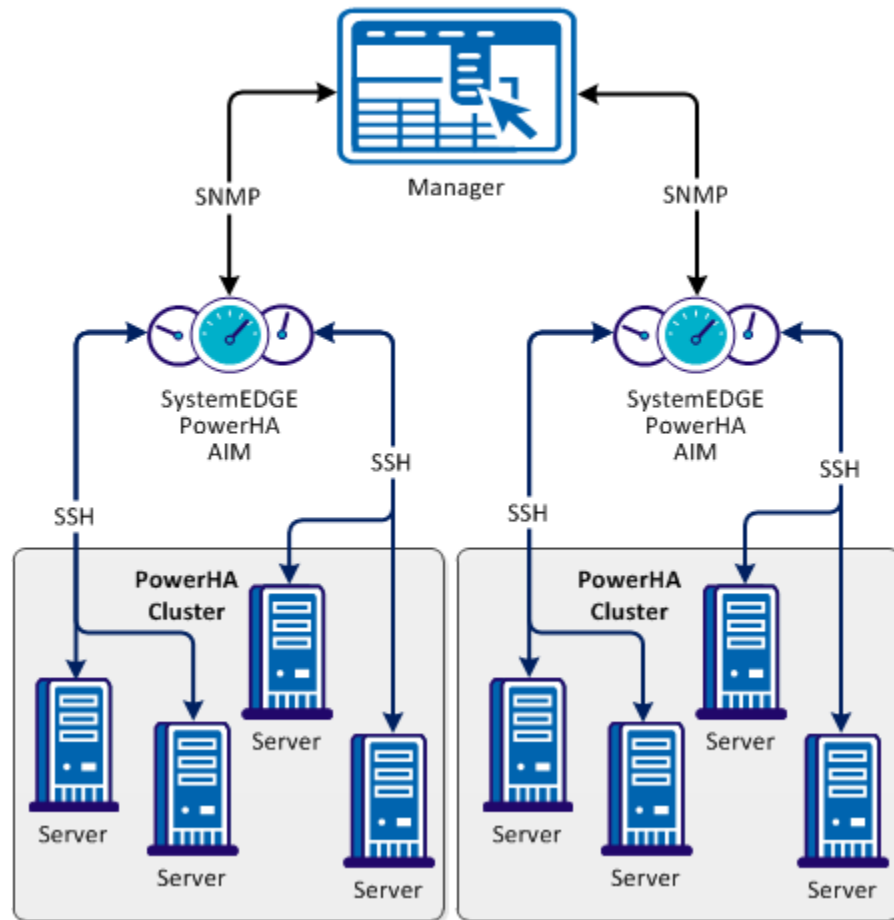 Manager
SNMP
SNMP
SystemEDGE
PowerHA
AIM
SystemEDGE
PowerHA
AIM
SSH
SSH
SSH
SSH
PowerHA
Cluster
PowerHA
Cluster
Server
Server
Server
Server
Server
Server
Server
Server